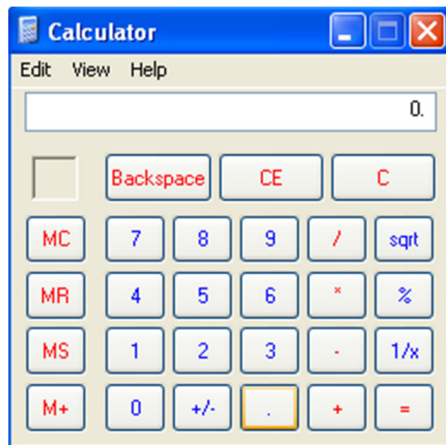 Calculator
Edit View Help
0.
Backspace CE C
MC 7 8 9 / sqrt
MR 4 5 6 * %
MS 1 2 3 - 1/x
M+ 0 +/- . + =